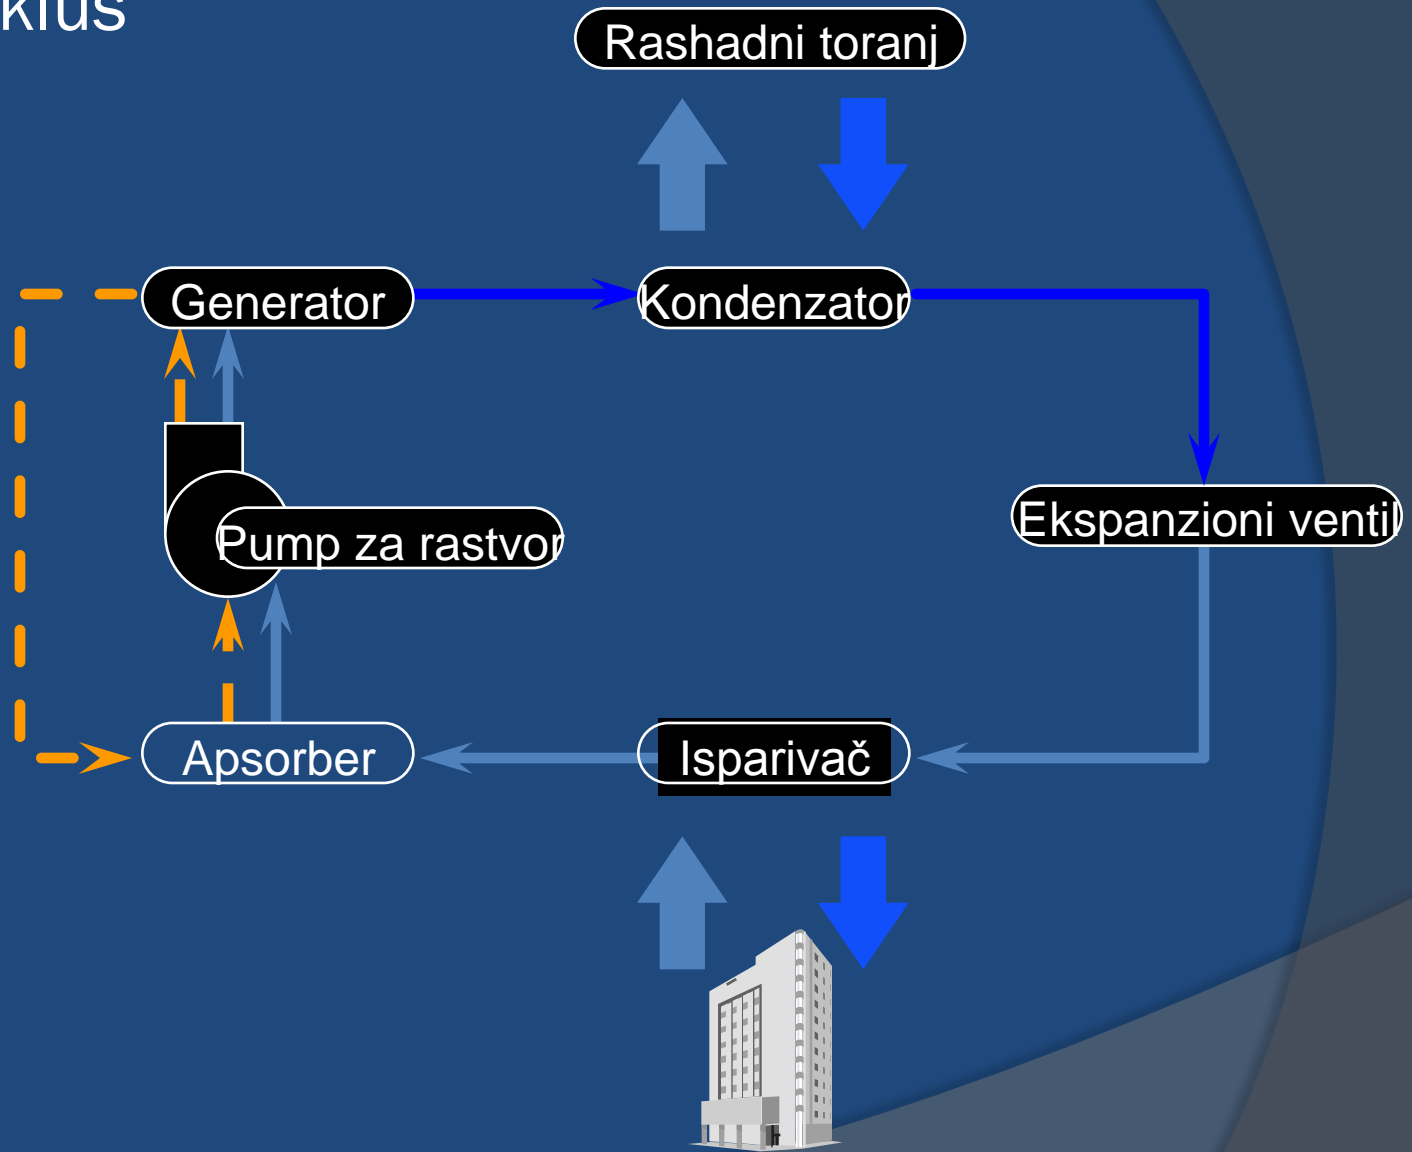 klus
Rashadni toranj
Generator
Kondenzator
Ekspanzioni ventil
Pump za rastvor
Apsorber
Isparivač